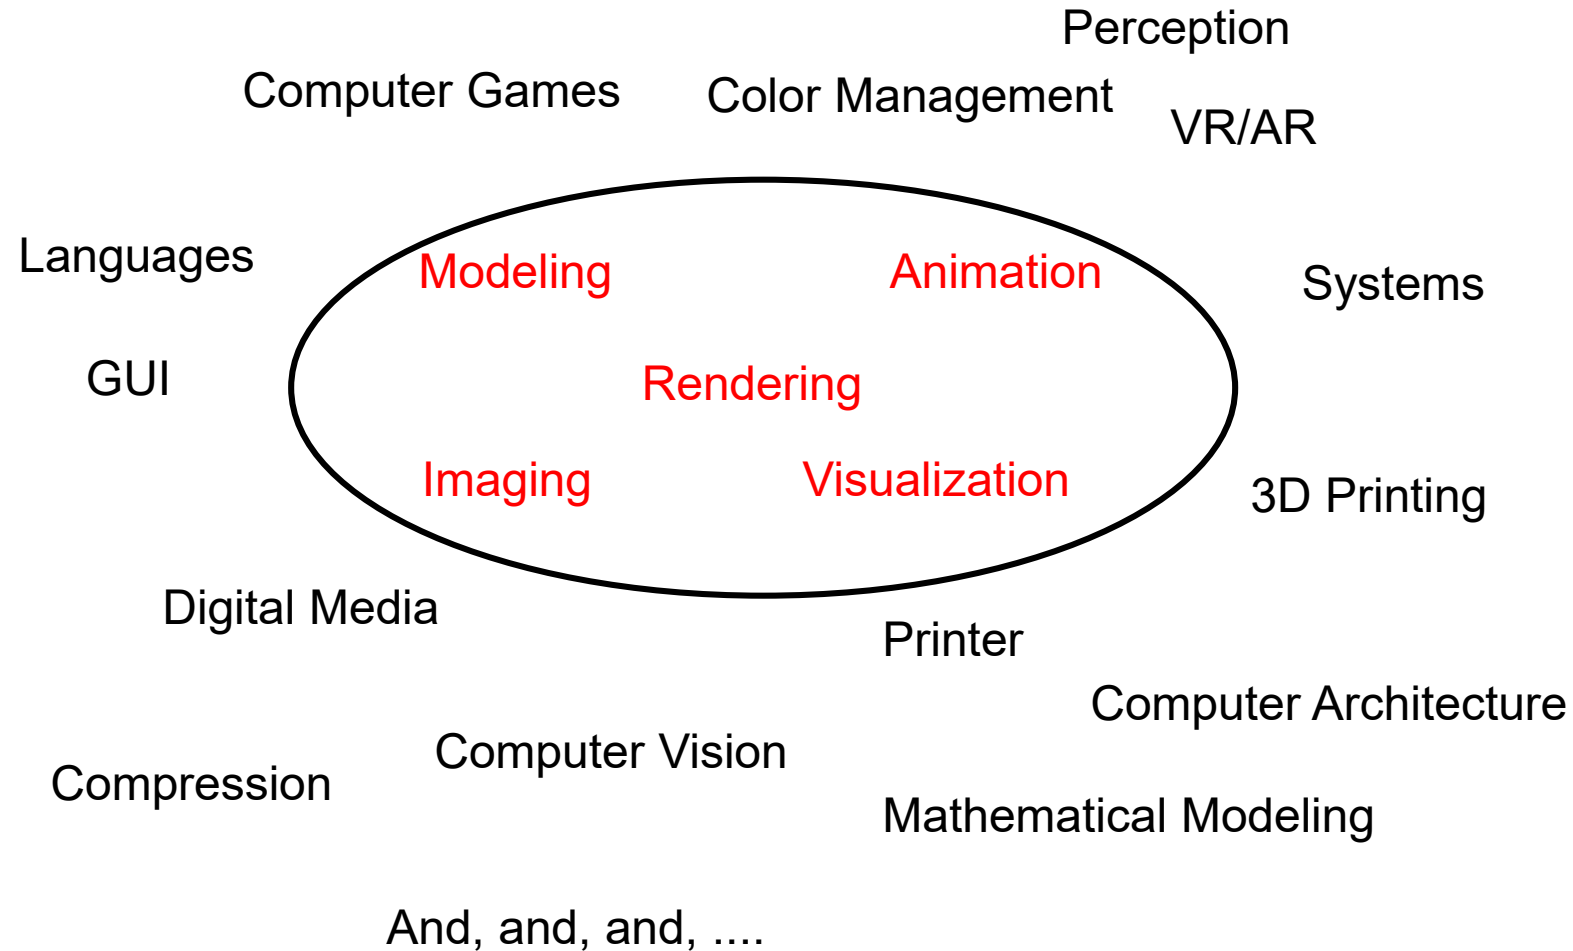 Perception
Computer Games
Color Management
VR/AR
Languages
Modeling
Animation
Systems
GUI
Rendering
Imaging
Visualization
3D Printing
Digital Media
Printer
Computer Architecture
Computer Vision
Compression
Mathematical Modeling
And, and, and, ....